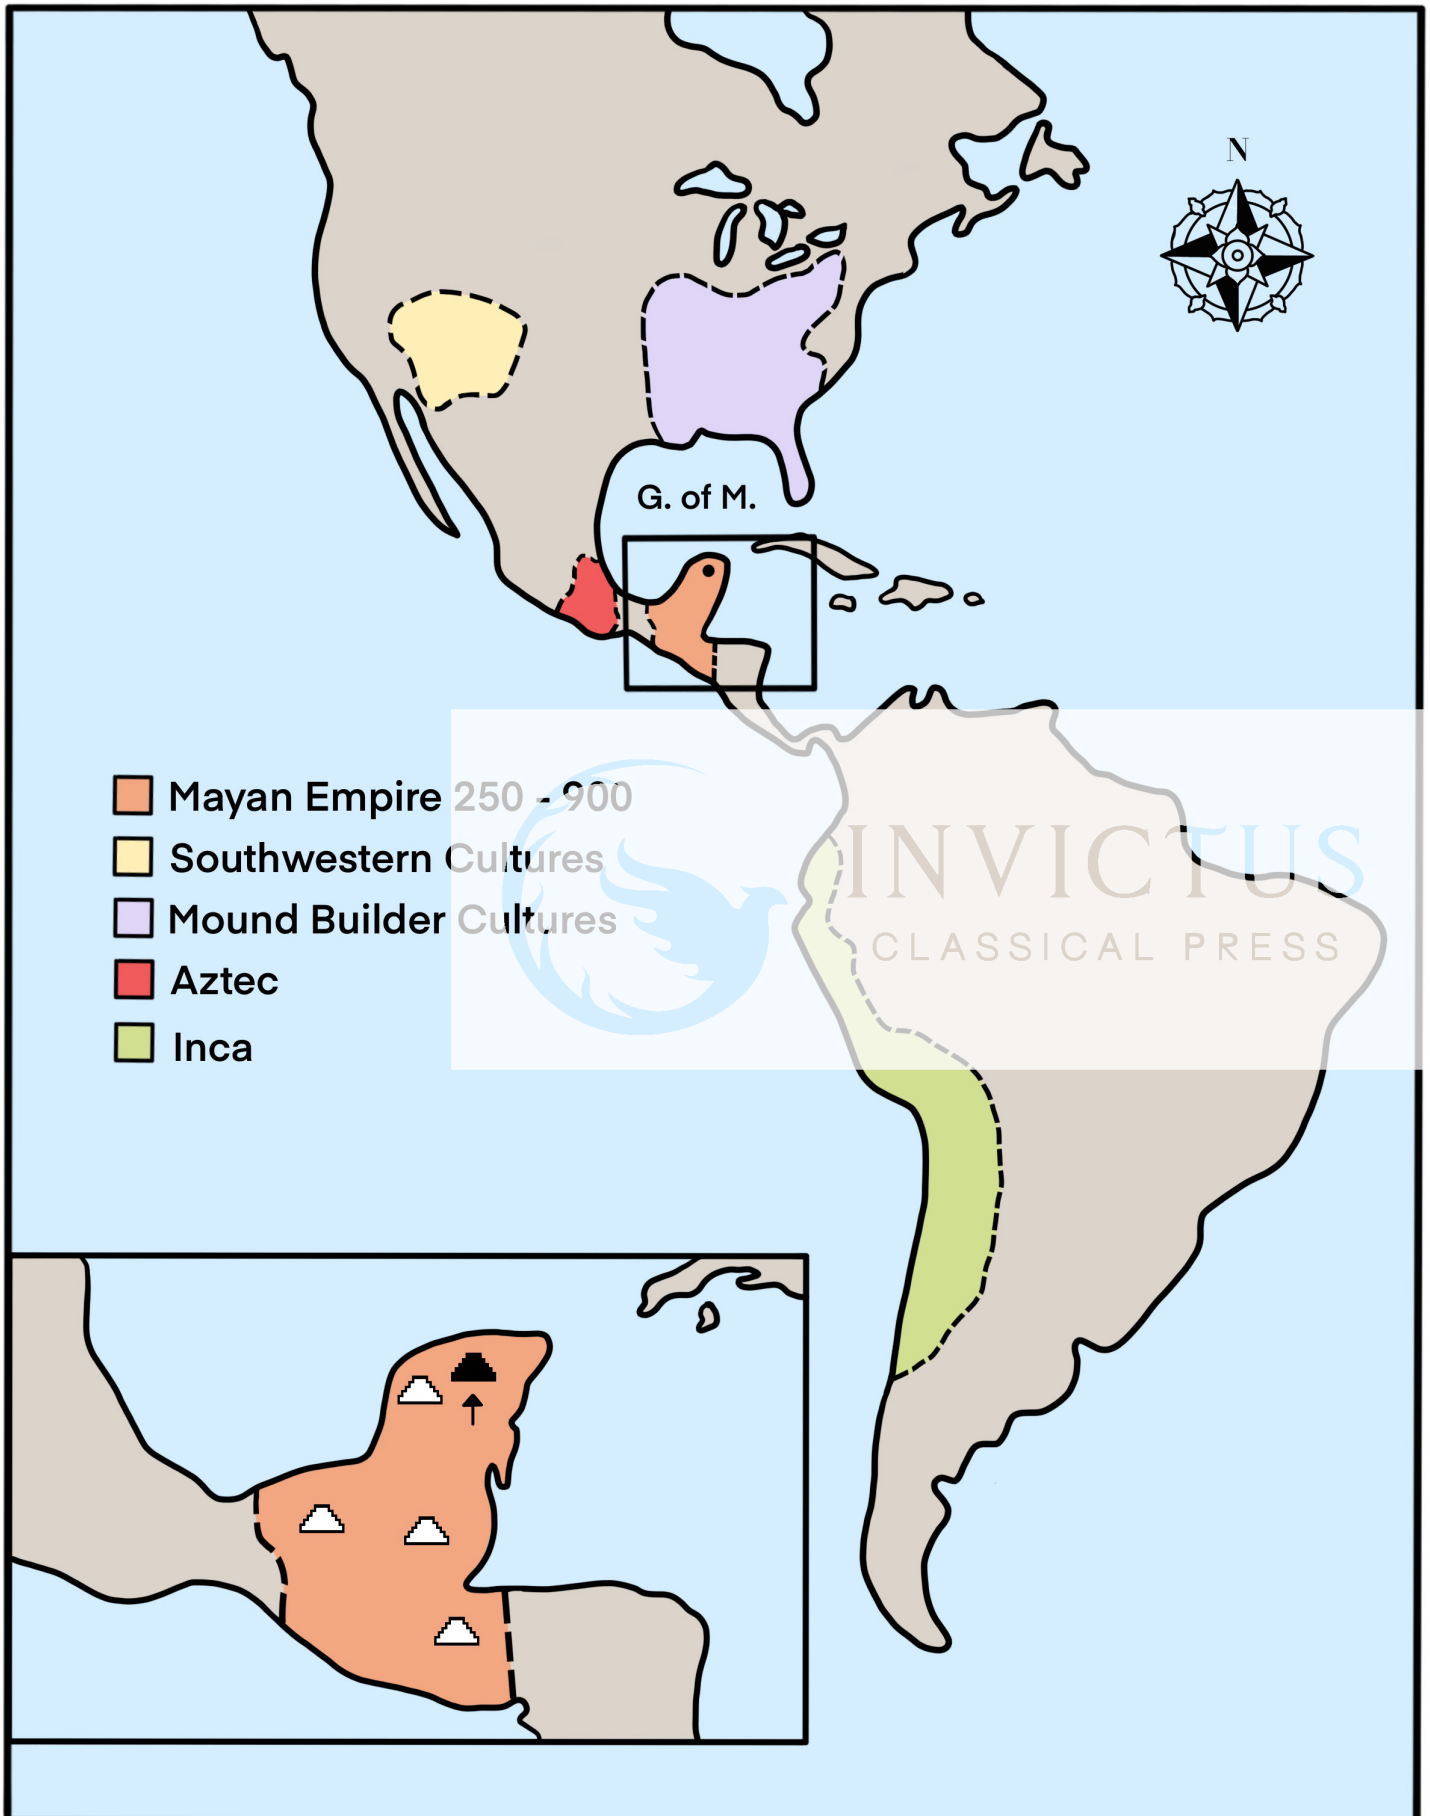 N
G. of M.
Mayan Empire 250 - 900
Southwestern Cultures
Mound Builder Cultures
Aztec
Inca
INVICTUS
CLASSICAL PRESS